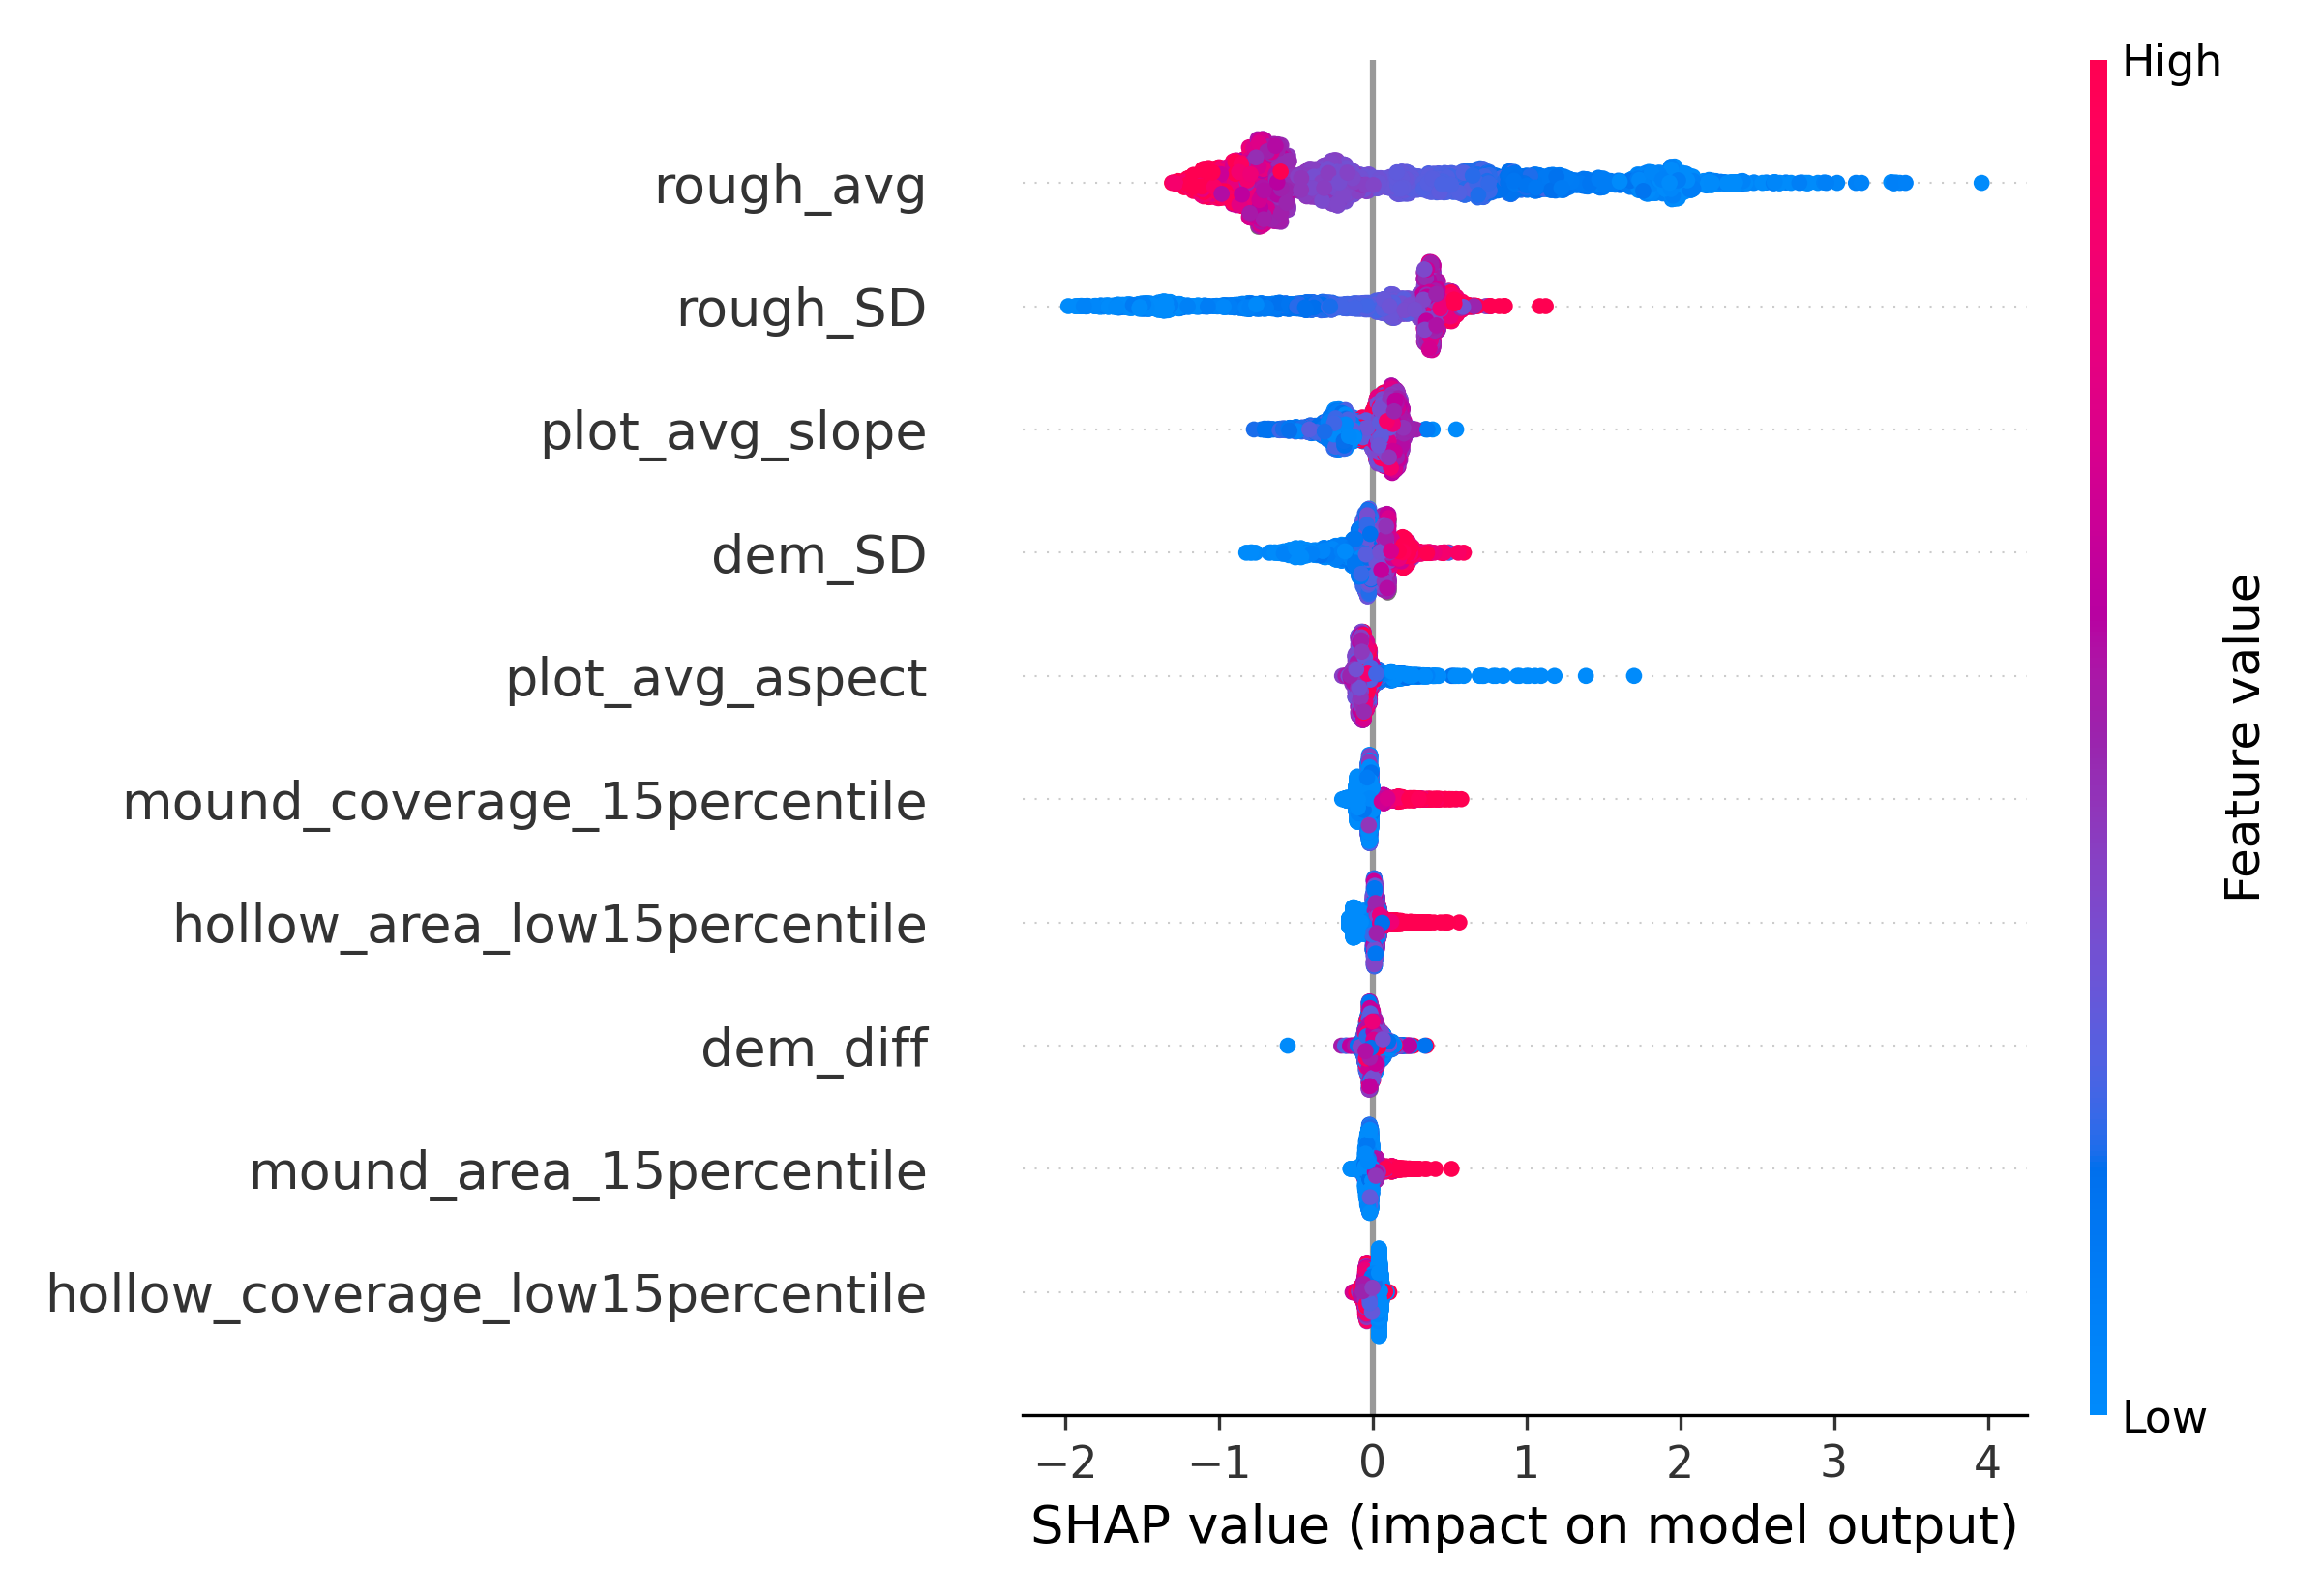 High
rough_avg
rough_SD
plot_avg_slope
dem_SD
plot_avg_aspect
mound_coverage_15percentile
hollow_area_low15percentile
dem_diff
mound_area_15percentile
hollow_coverage_low15percentile
Feature value
Low
−2 −1 0 1 2 3 4
SHAP value (impact on model output)